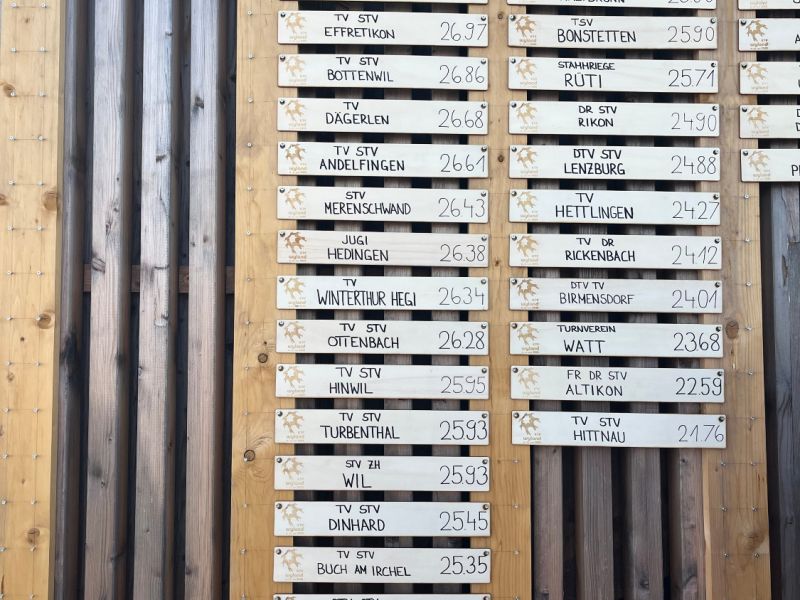 TV STV
EFFRETIKON 26.97
TV STV
BOTTENWIL 26.86
TV
DÄGERLEN 26.68
TV STV
ANDELFINGEN 26.61
STV
MERENSCHWAND 26.43
JUGI
HEDINGEN 26.38
TV
WINTERTHUR HEGI 26.34
TV STV
OTTENBACH 26.28
TV STV
HINWIL 25.95
TV STV
TURBENTHAL 25.93
STV ZH
WIL 25.93
TV STV
DINHARD 25.45
TV STV
BUCH AM IRCHEL 25.35
TSV
BONSTETTEN 25.90
STAHHRIEGE
RÜTI 25.71
DR STV
RIKON 24.90
DTV STV
LENZBURG 24.88
TV
HETTLINGEN 24.27
TV DR
RICKENBACH 24.12
DTV TV
BIRMENSDORF 24.01
TURNVEREIN
WATT 23.68
FR DR STV
ALTIKON 22.59
TV STV
HITTNAU 21.76